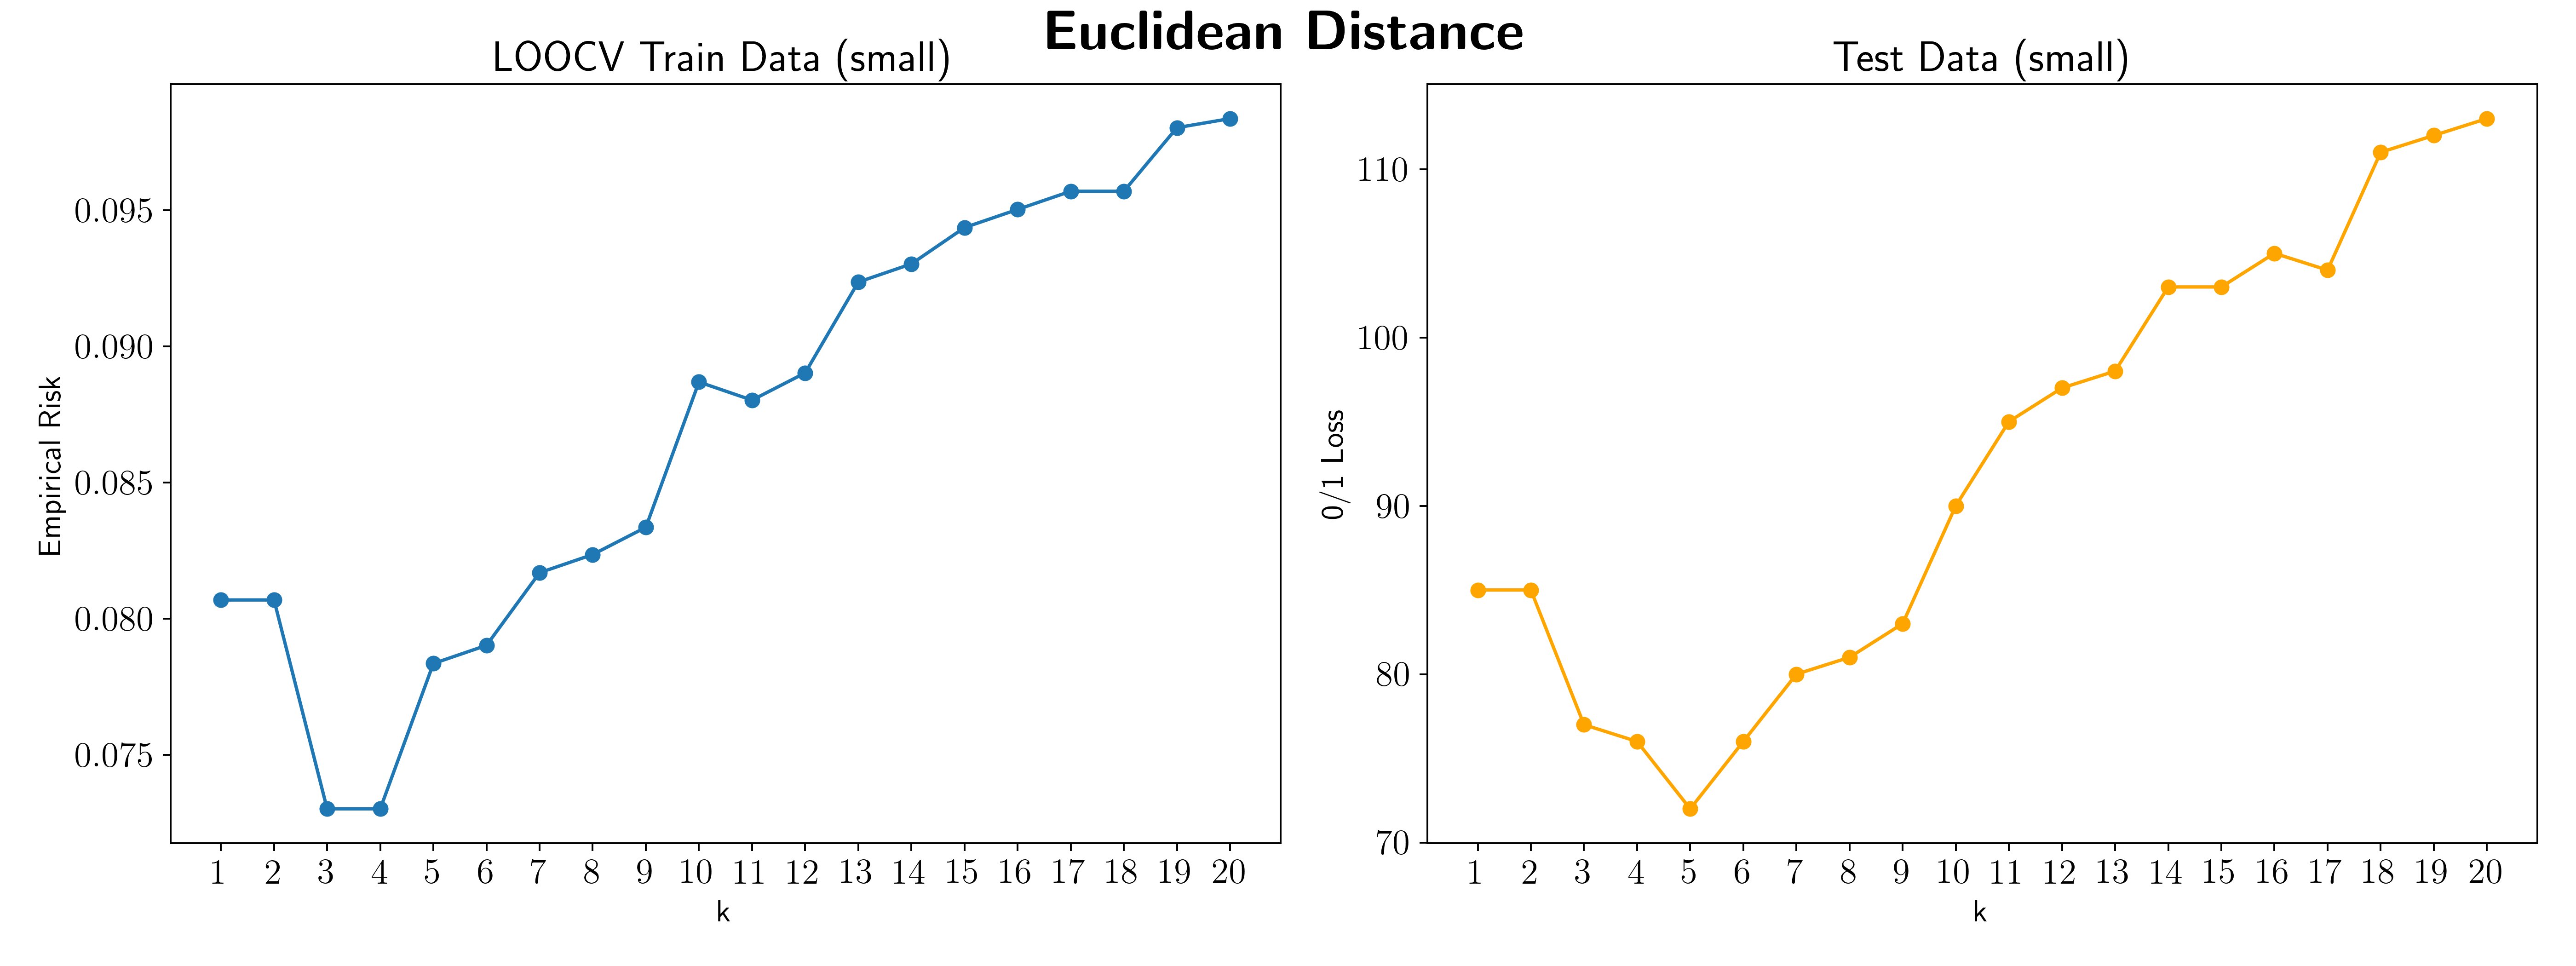 Euclidean Distance
LOOCV Train Data (small)
Empirical Risk
0.095
0.090
0.085
0.080
0.075
1 2 3 4 5 6 7 8 9 10 11 12 13 14 15 16 17 18 19 20
k
Test Data (small)
0/1 Loss
110
100
90
80
70
1 2 3 4 5 6 7 8 9 10 11 12 13 14 15 16 17 18 19 20
k